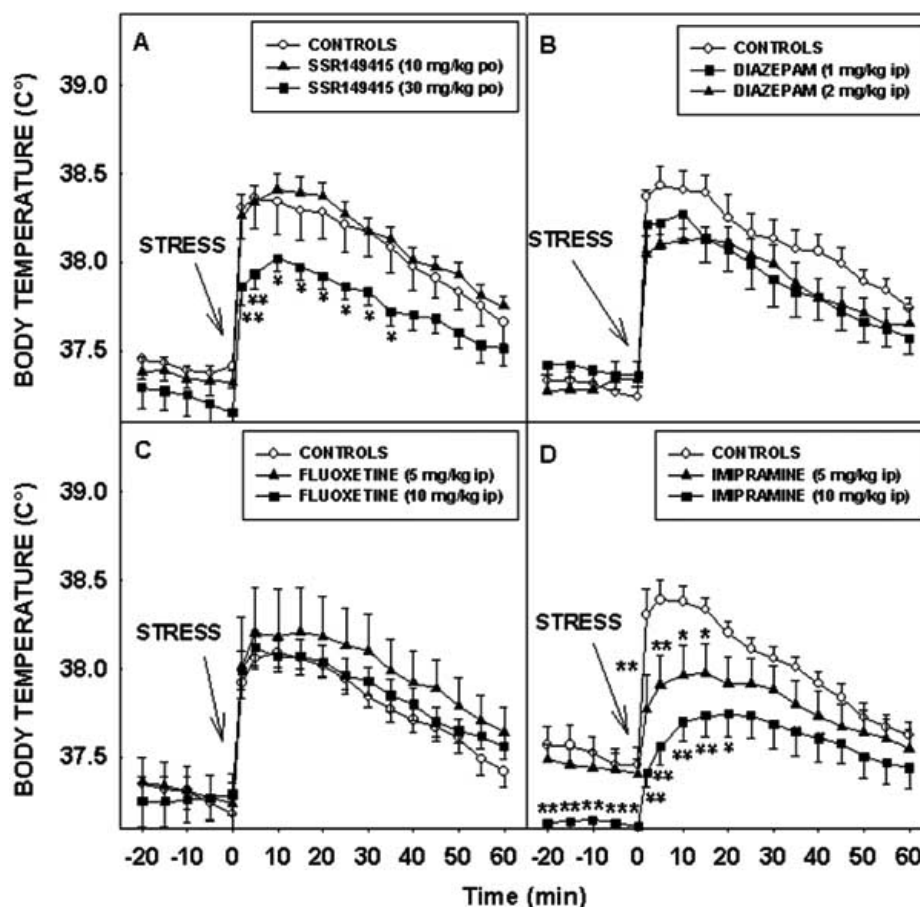 A
CONTROLS
SSR149415 (10 mg/kg po)
SSR149415 (30 mg/kg po)
B
CONTROLS
DIAZEPAM (1 mg/kg ip)
DIAZEPAM (2 mg/kg ip)
BODY TEMPERATURE (C°)
39.0
38.5
38.0
37.5
STRESS
** ** * * * * * *
STRESS
C
CONTROLS
FLUOXETINE (5 mg/kg ip)
FLUOXETINE (10 mg/kg ip)
D
CONTROLS
IMIPRAMINE (5 mg/kg ip)
IMIPRAMINE (10 mg/kg ip)
BODY TEMPERATURE (C°)
39.0
38.5
38.0
37.5
STRESS
STRESS
** ** * *
** ** ** ** *
** ** ** ** *
-20 -10 0 10 20 30 40 50 60
-20 -10 0 10 20 30 40 50 60
Time (min)